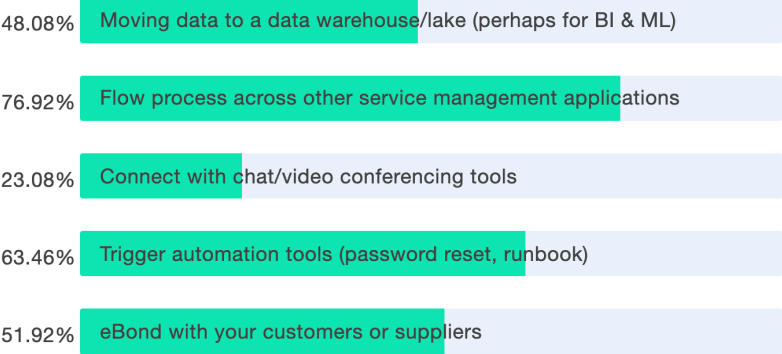 48.08% Moving data to a data warehouse/lake (perhaps for BI & ML)
76.92% Flow process across other service management applications
23.08% Connect with chat/video conferencing tools
63.46% Trigger automation tools (password reset, runbook)
51.92% eBond with your customers or suppliers